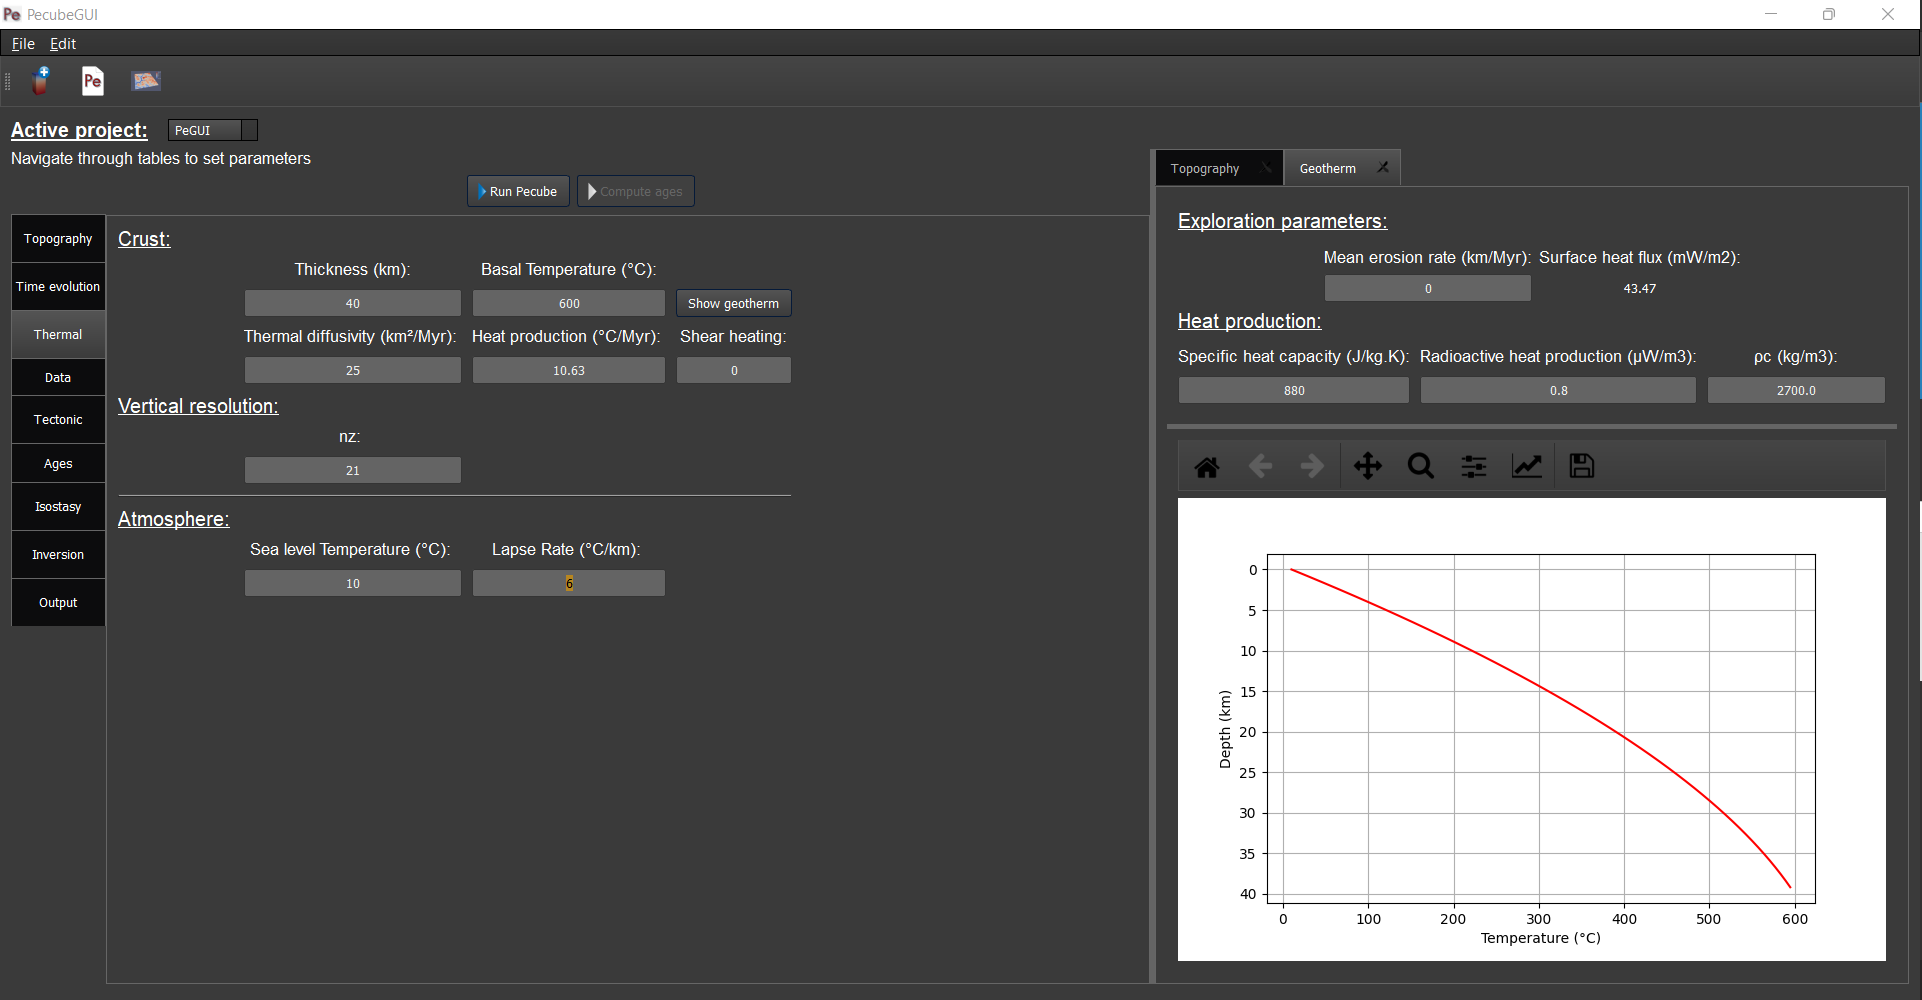 Pe PecubeGUI
File Edit
Pe
Active project: PeGUI
Navigate through tables to set parameters
Run Pecube Compute ages
Topography
Time evolution
Thermal
Data
Tectonic
Ages
Isostasy
Inversion
Output
Crust:
Thickness (km): Basal Temperature (°C):
40 600 Show geotherm
Thermal diffusivity (km²/Myr): Heat production (°C/Myr): Shear heating:
25 10.63 0
Vertical resolution:
nz:
21
Atmosphere:
Sea level Temperature (°C): Lapse Rate (°C/km):
10 6
Topography X Geotherm X
Exploration parameters:
Mean erosion rate (km/Myr): Surface heat flux (mW/m2):
0 43.47
Heat production:
Specific heat capacity (J/kg.K): Radioactive heat production (µW/m3): ρc (kg/m3):
880 0.8 2700.0
0
5
10
15
20
25
30
35
40
Depth (km)
0 100 200 300 400 500 600
Temperature (°C)